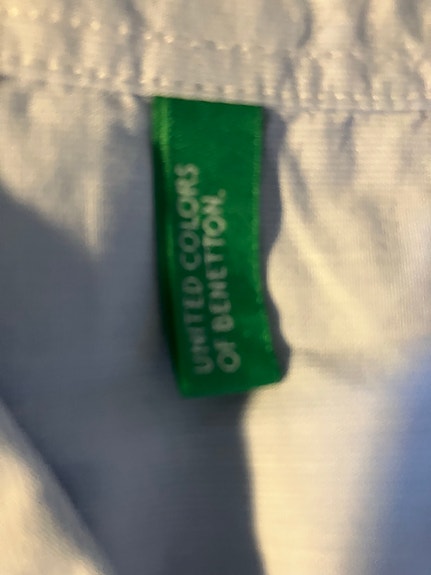 UNITED COLORS
OF BENETTON.